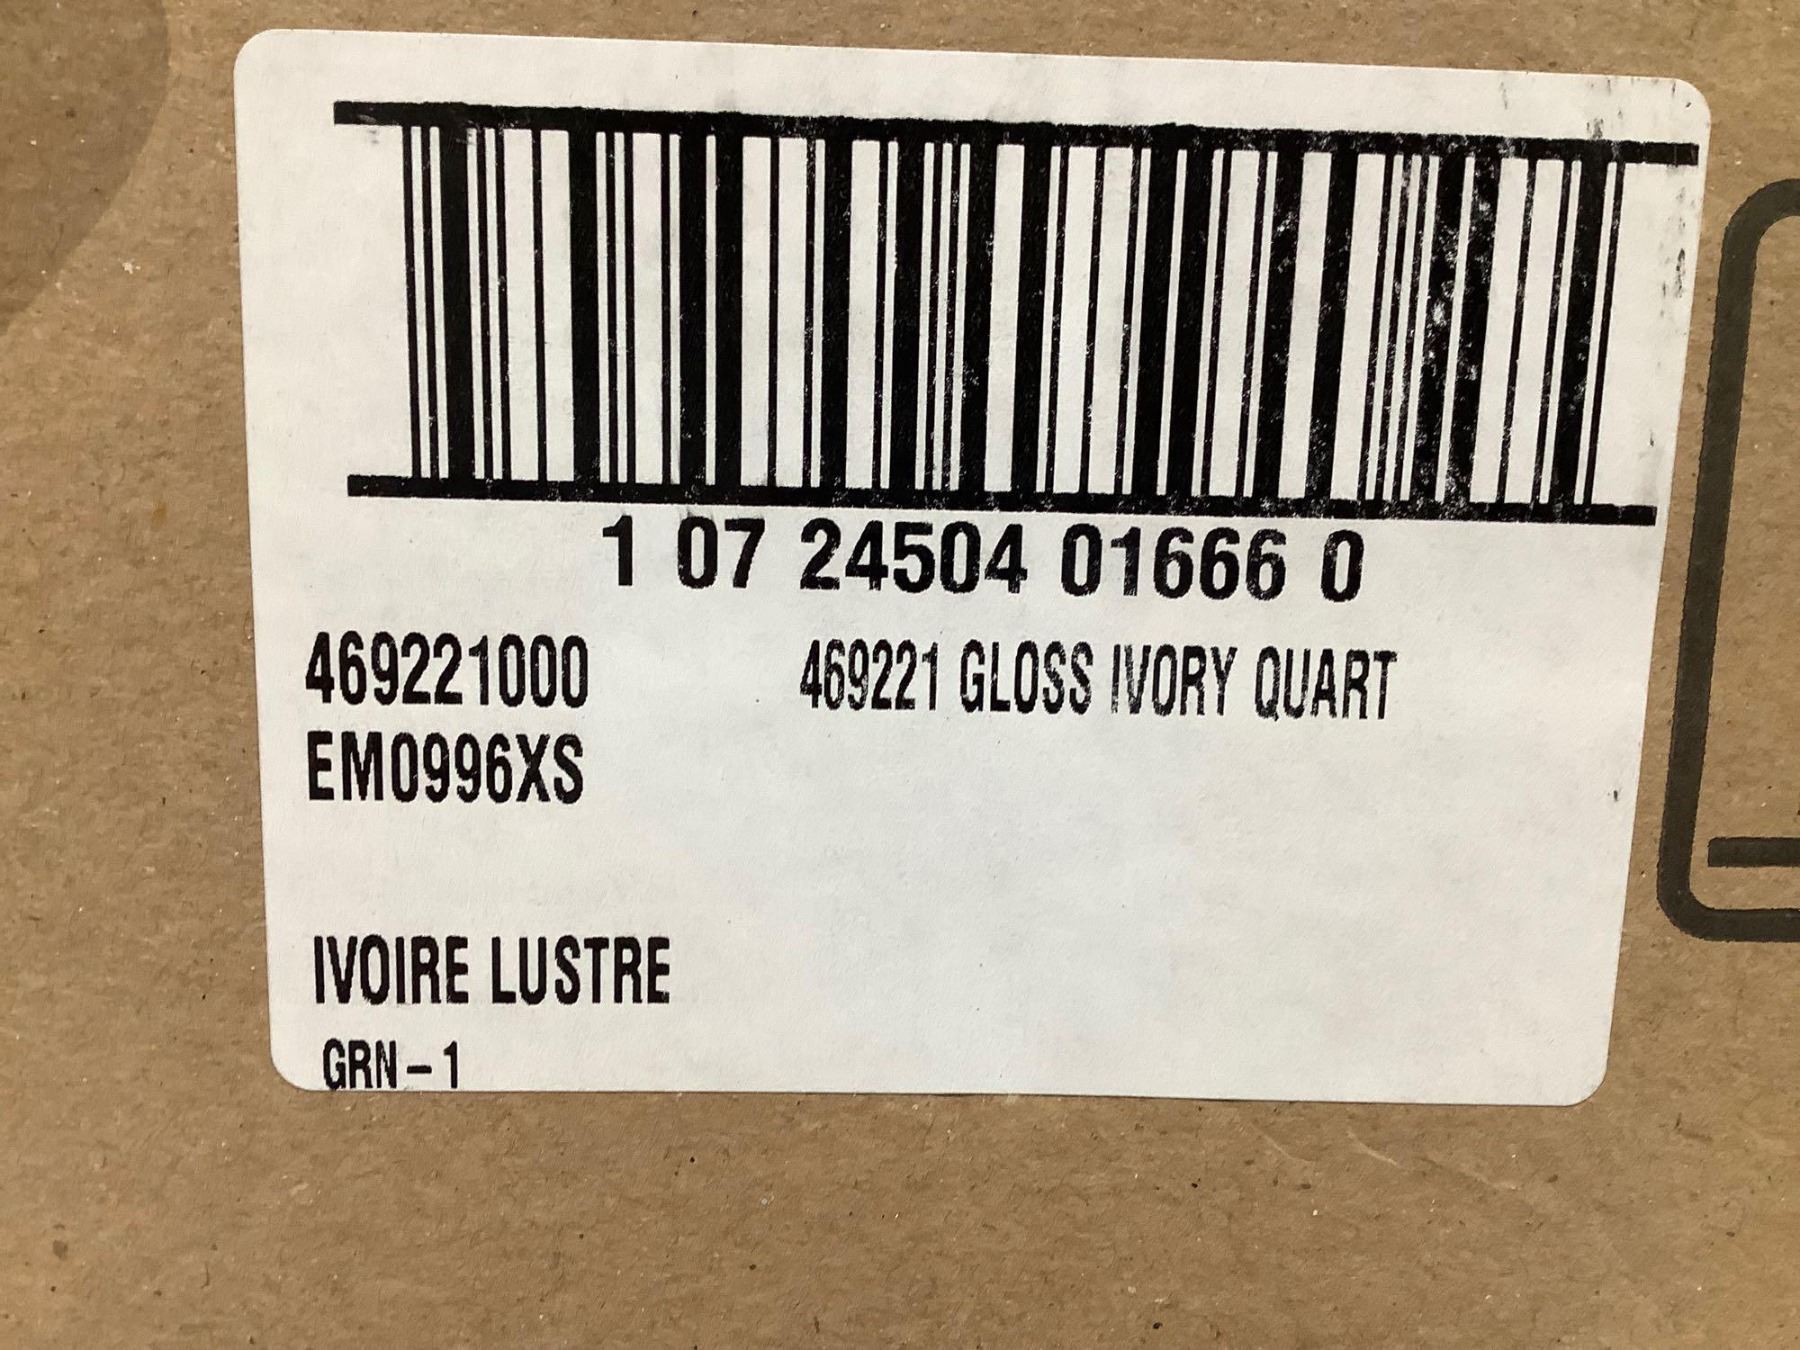 1 07 24504 01666 0
469221000 469221 GLOSS IVORY QUART
EM0996XS
IVOIRE LUSTRE
GRN-1